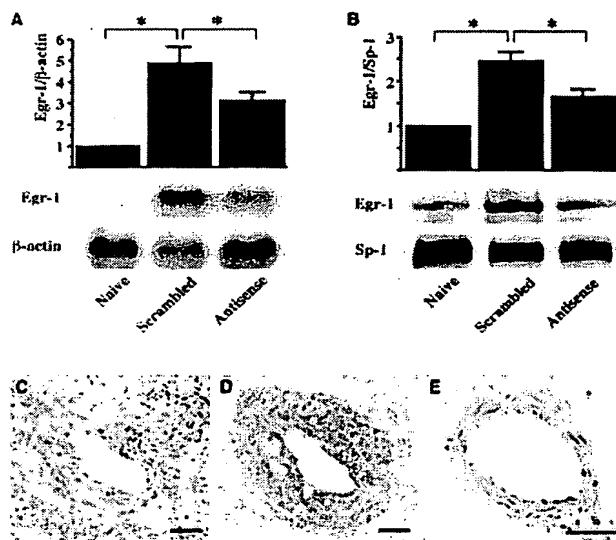 A
B
* *
* *
Egr-1/β-actin
6
5
4
3
2
1
Egr-1/Sp-1
3
2
1
Egr-1
β-actin
Egr-1
Sp-1
Naive
Scrambled
Antisense
Naive
Scrambled
Antisense
C
D
E
*